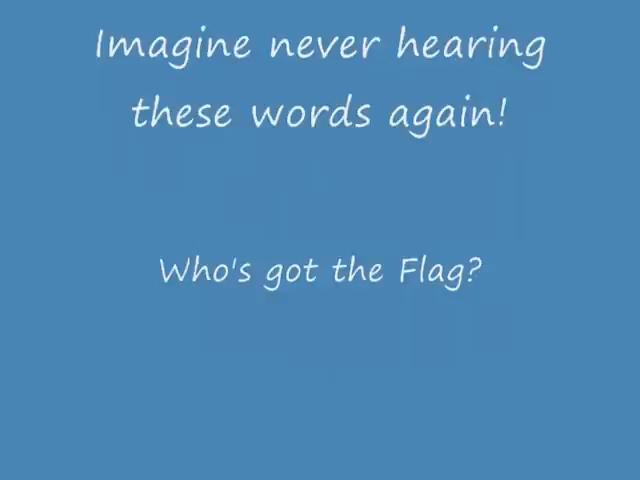 Imagine never hearing
these words again!
Who's got the Flag?